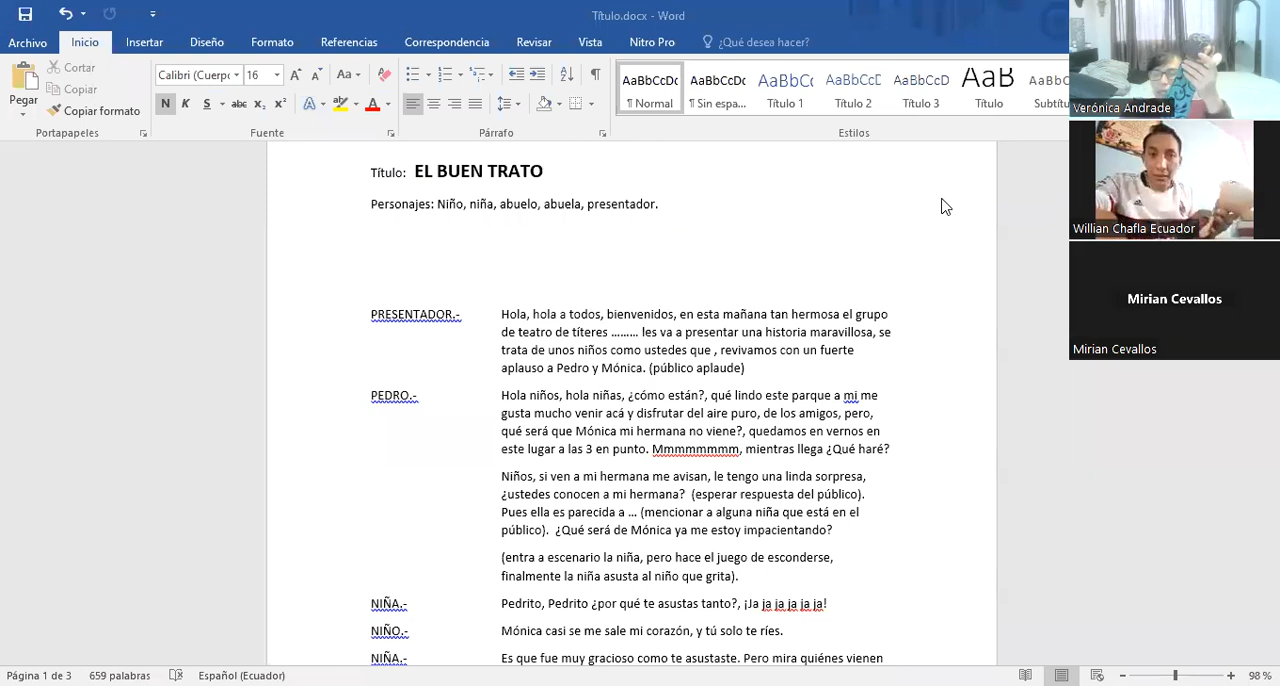 Título.docx - Word
Archivo Inicio Insertar Diseño Formato Referencias Correspondencia Revisar Vista Nitro Pro ¿Qué desea hacer?
Cortar
Copiar
Pegar
Copiar formato
Portapapeles
Calibri (Cuerpo 16
Fuente
Párrafo
AaBbCcDc AaBbCcDc AaBbCcD AaBbCcD AaBbCcD AaB
¶ Normal ¶ Sin espa... Título 1 Título 2 Título 3 Título Subtítu
Estilos
Título: EL BUEN TRATO
Personajes: Niño, niña, abuelo, abuela, presentador.
PRESENTADOR.- Hola, hola a todos, bienvenidos, en esta mañana tan hermosa el grupo
de teatro de títeres ……… les va a presentar una historia maravillosa, se
trata de unos niños como ustedes que , revivamos con un fuerte
aplauso a Pedro y Mónica. (público aplaude)
PEDRO.- Hola niños, hola niñas, ¿cómo están?, qué lindo este parque a mi me
gusta mucho venir acá y disfrutar del aire puro, de los amigos, pero,
qué será que Mónica mi hermana no viene?, quedamos en vernos en
este lugar a las 3 en punto. Mmmmmmmm, mientras llega ¿Qué haré?
Niños, si ven a mi hermana me avisan, le tengo una linda sorpresa,
¿ustedes conocen a mi hermana? (esperar respuesta del público).
Pues ella es parecida a … (mencionar a alguna niña que está en el
público). ¿Qué será de Mónica ya me estoy impacientando?
(entra a escenario la niña, pero hace el juego de esconderse,
finalmente la niña asusta al niño que grita).
NIÑA.- Pedrito, Pedrito ¿por qué te asustas tanto?, ¡Ja ja ja ja ja ja!
NIÑO.- Mónica casi se me sale mi corazón, y tú solo te ríes.
NIÑA.- Es que fue muy gracioso como te asustaste. Pero mira quiénes vienen
Página 1 de 3 659 palabras Español (Ecuador) 98 %
Verónica Andrade
Willian Chafla Ecuador
Mirian Cevallos
Mirian Cevallos